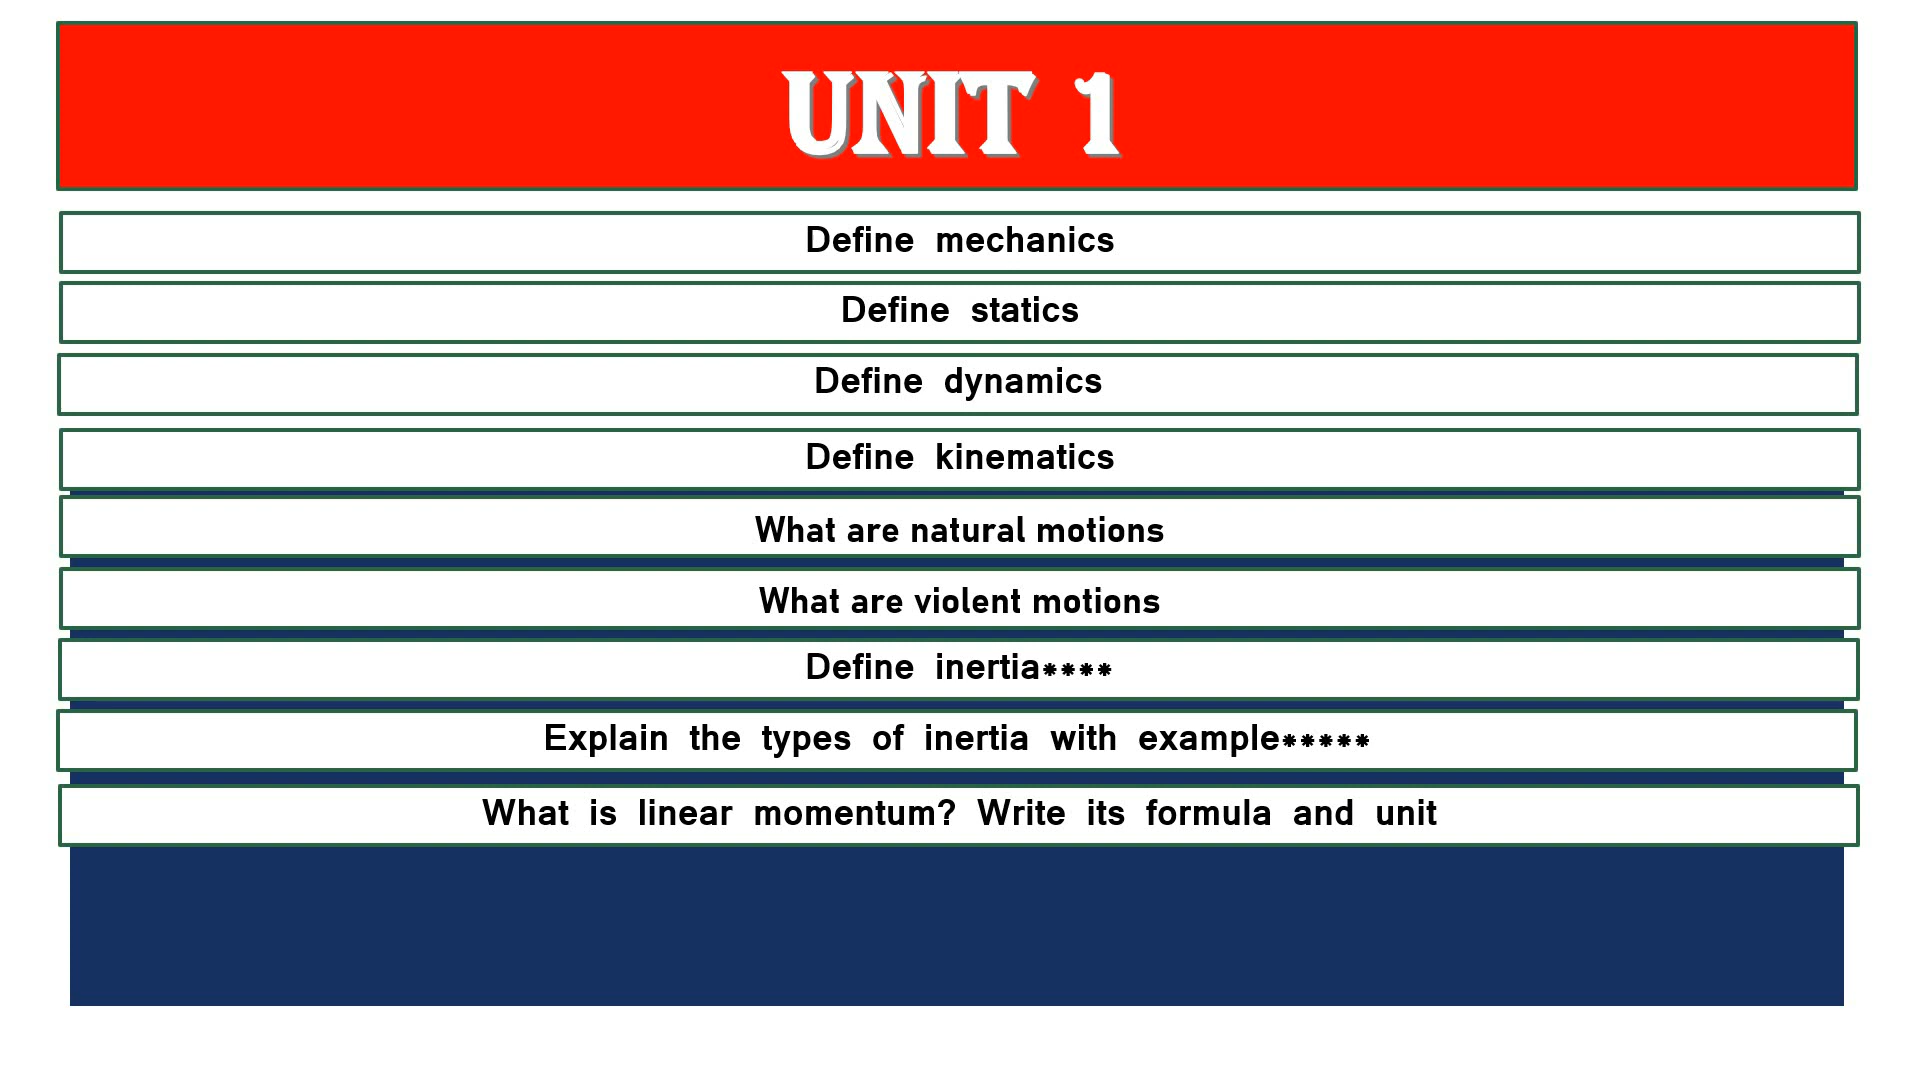 UNIT 1
Define mechanics
Define statics
Define dynamics
Define kinematics
What are natural motions
What are violent motions
Define inertia****
Explain the types of inertia with example*****
What is linear momentum? Write its formula and unit